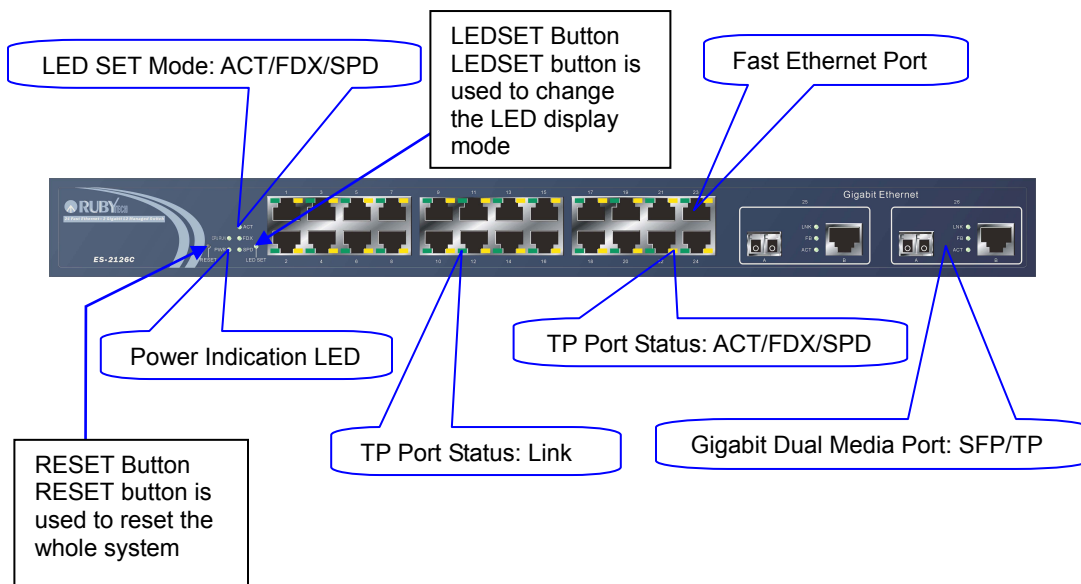 LED SET Mode: ACT/FDX/SPD
LEDSET Button
LEDSET button is
used to change
the LED display
mode
Fast Ethernet Port
RUBYTECH
ES-2126C
ACT
FDX
SPD
PWR
RESET
LED SET
1 3 5 7
2 4 6 8
9 11 13 15
10 12 14 16
17 19 21 23
18 20 22 24
Gigabit Ethernet
25
LNK
FB
ACT
A
B
26
LNK
FB
ACT
A
B
Power Indication LED
TP Port Status: ACT/FDX/SPD
TP Port Status: Link
Gigabit Dual Media Port: SFP/TP
RESET Button
RESET button is
used to reset the
whole system